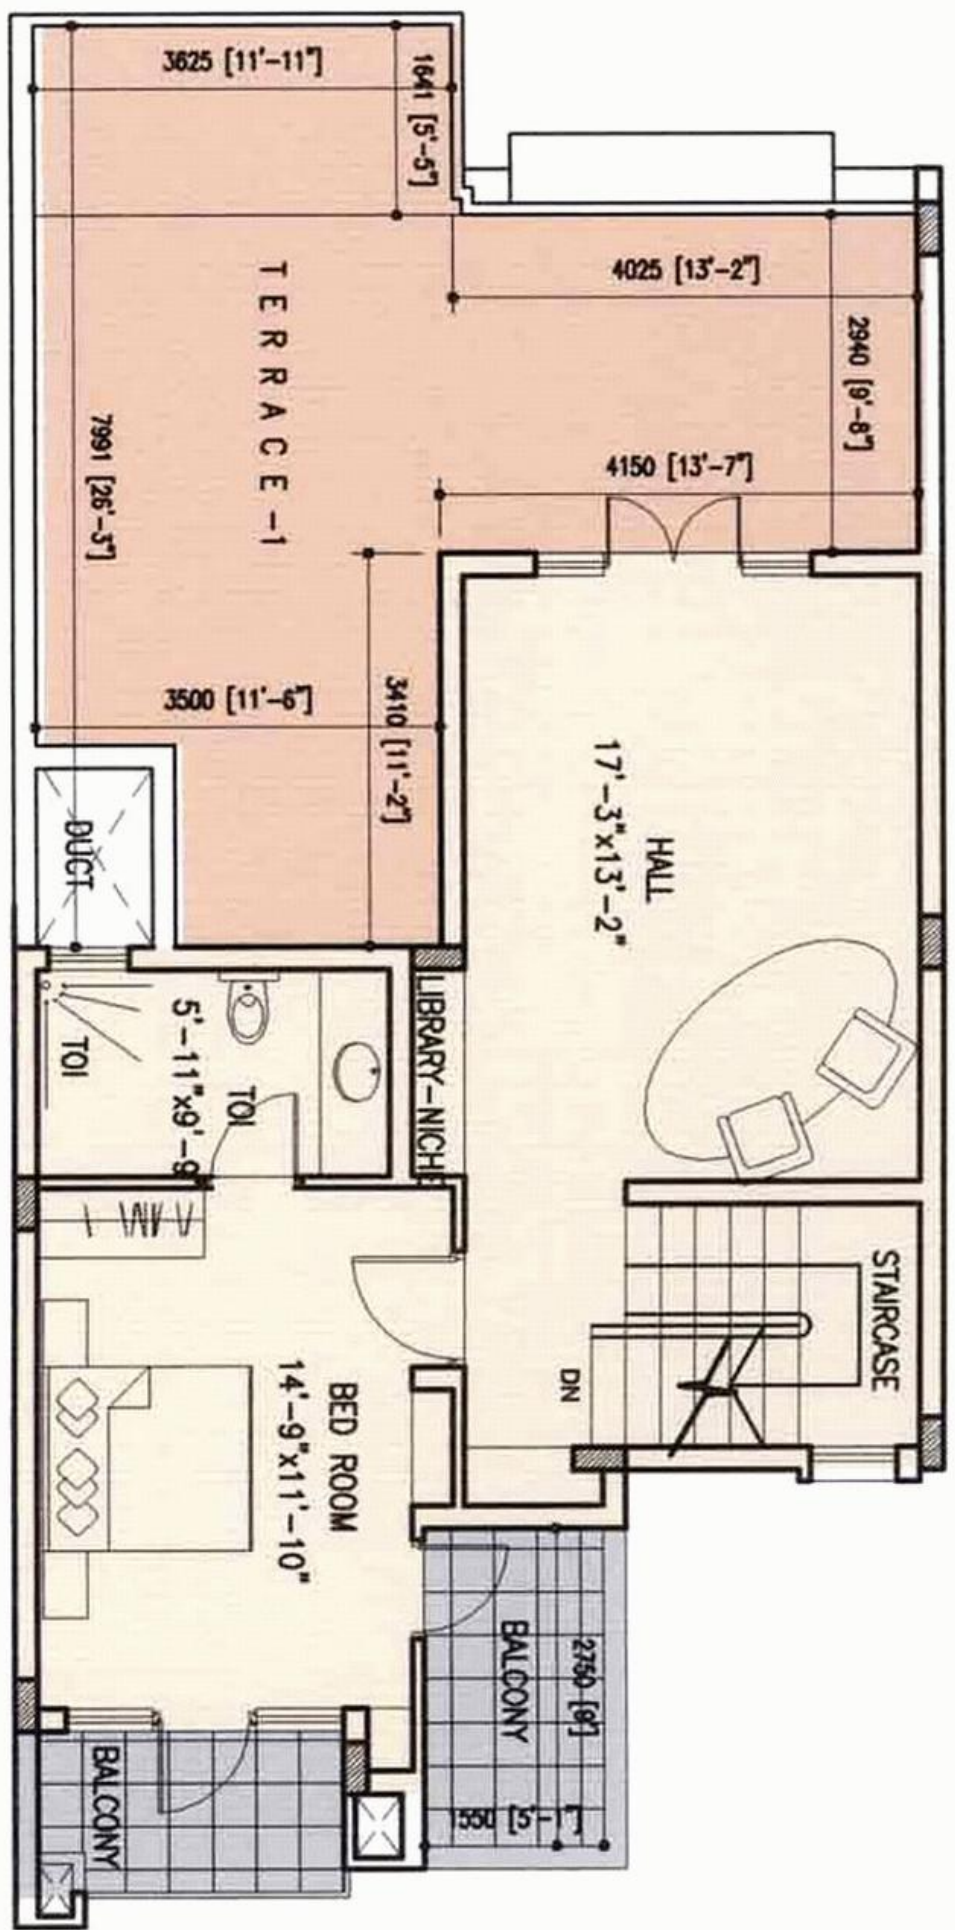 3625 [11'-11"]
1641 [5'-5"]
4025 [13'-2"]
2940 [9'-8"]
TERRACE-1
7991 [26'-3"]
4150 [13'-7"]
3500 [11'-6"]
3410 [11'-2"]
HALL
17'-3"x13'-2"
DUCT
LIBRARY-NICHE
TOI
TOI
5'-11"x9'-9
STAIRCASE
DN
BED ROOM
14'-9"x11'-10"
BALCONY
2750 [9']
1550 [5'-1"]
BALCONY